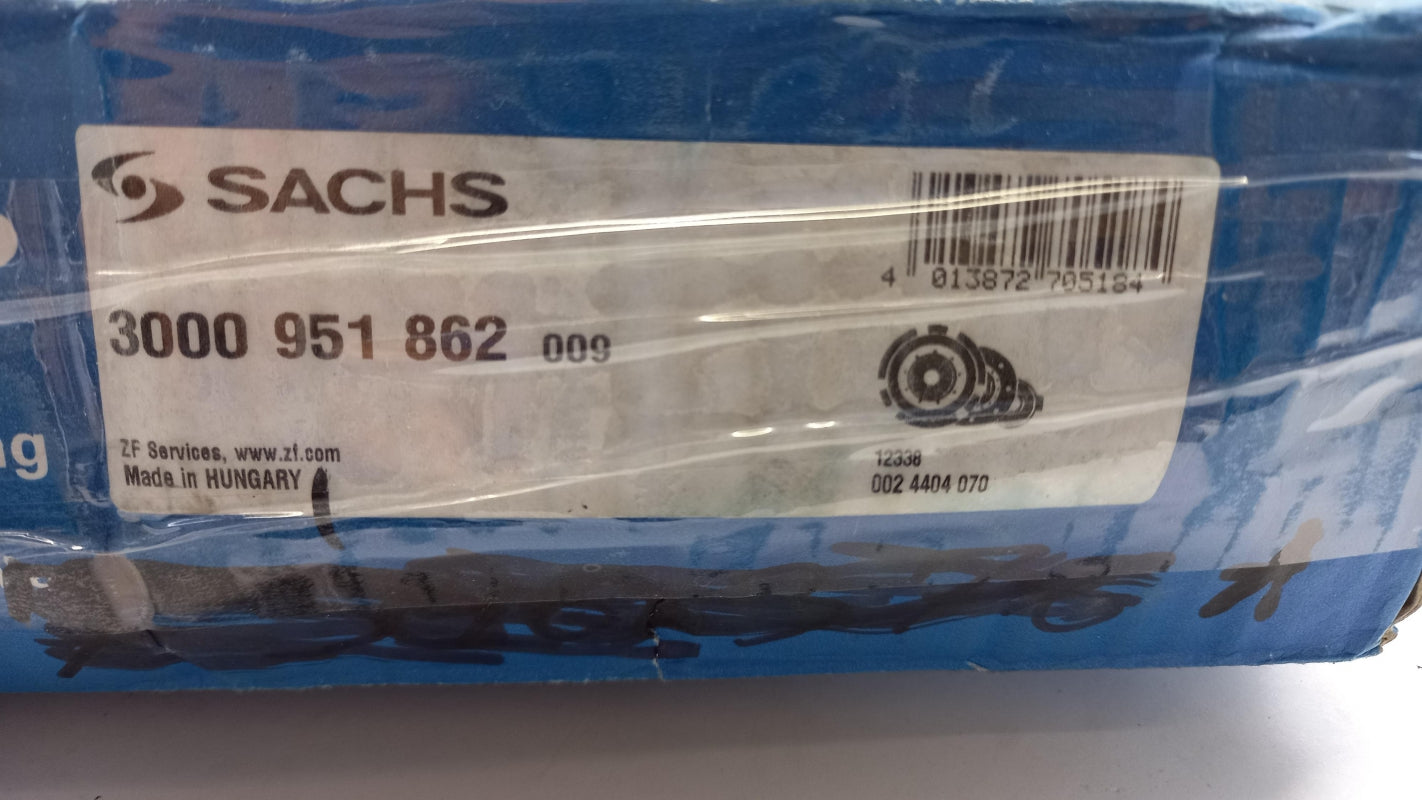 SACHS
4 013872 705184
3000 951 862 009
ZF Services, www.zf.com
Made in HUNGARY
12338
002 4404 070